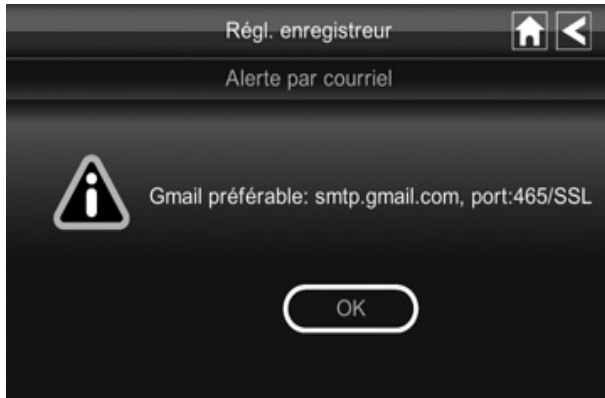 Régl. enregistreur
Alerte par courriel
Gmail préférable: smtp.gmail.com, port:465/SSL
OK